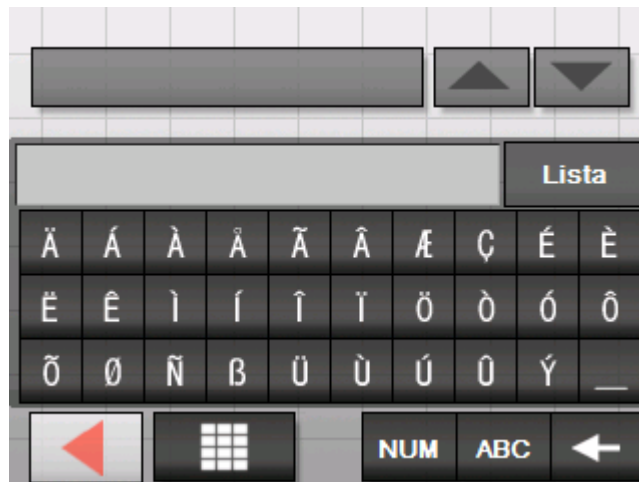 Lista
Ä Á À Å Ã Â Æ Ç É È
Ë Ê Ì Í Î Ï Ö Ò Ó Ô
Õ Ø Ñ ß Ü Ù Ú Û Ý _
NUM ABC